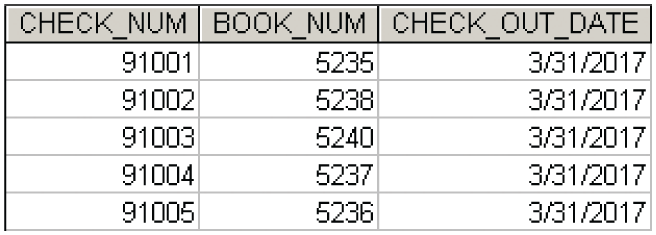 CHECK_NUM BOOK_NUM CHECK_OUT_DATE
91001 5235 3/31/2017
91002 5238 3/31/2017
91003 5240 3/31/2017
91004 5237 3/31/2017
91005 5236 3/31/2017